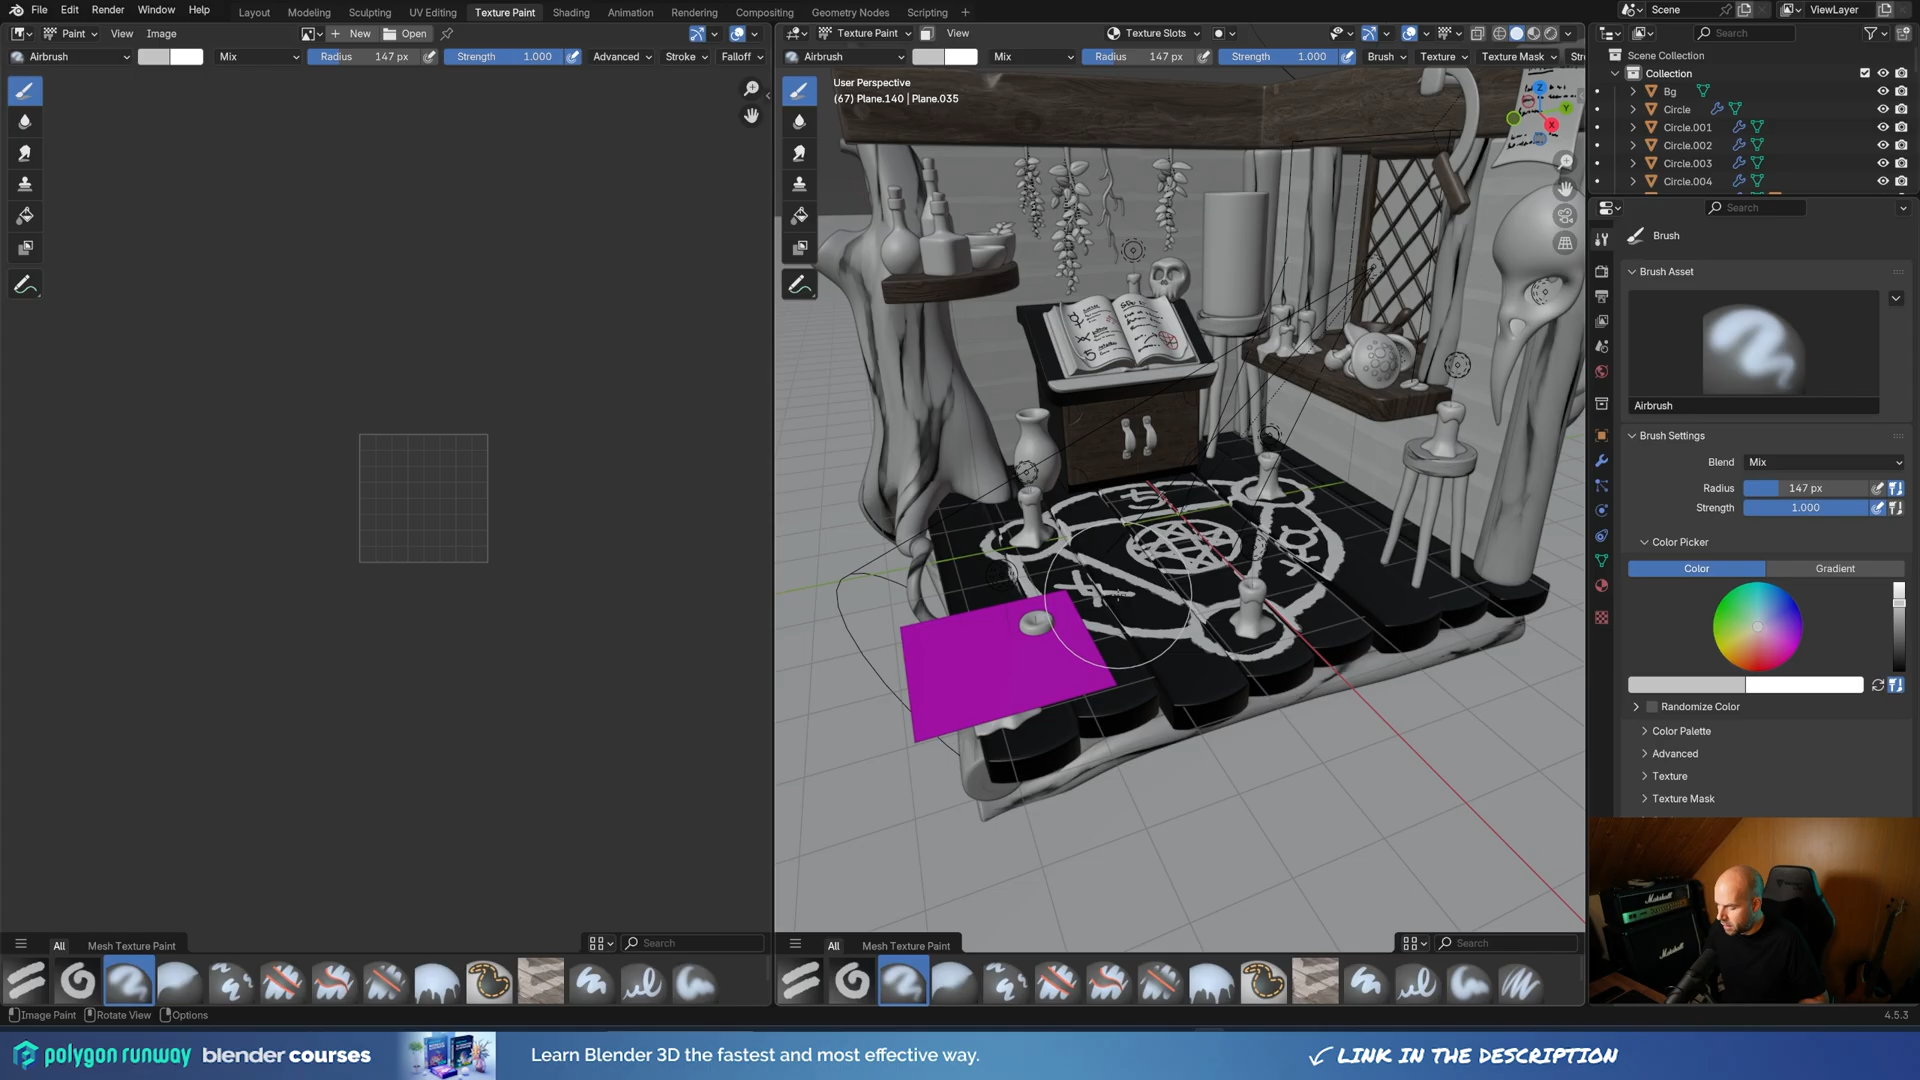 File Edit Render Window Help Layout Modeling Sculpting UV Editing Texture Paint Shading Animation Rendering Compositing Geometry Nodes Scripting + Scene ViewLayer
Paint View Image New Open Texture Paint View Texture Slots Search
Airbrush Mix Radius 147 px Strength 1.000 Advanced Stroke Falloff Airbrush Mix Radius 147 px Strength 1.000 Brush Texture Texture Mask Str
Scene Collection
Collection
Bg
Circle
Circle.001
Circle.002
Circle.003
Circle.004
User Perspective
(67) Plane.140 | Plane.035
Search
Brush
Brush Asset
Airbrush
Brush Settings
Blend Mix
Radius 147 px
Strength 1.000
Color Picker
Color Gradient
Randomize Color
Color Palette
Advanced
Texture
Texture Mask
Z
Y
X
All Mesh Texture Paint Search All Mesh Texture Paint Search
Marshall
Marshall
Image Paint Rotate View Options 4.5.3
polygon runway blender courses Learn Blender 3D the fastest and most effective way. LINK IN THE DESCRIPTION